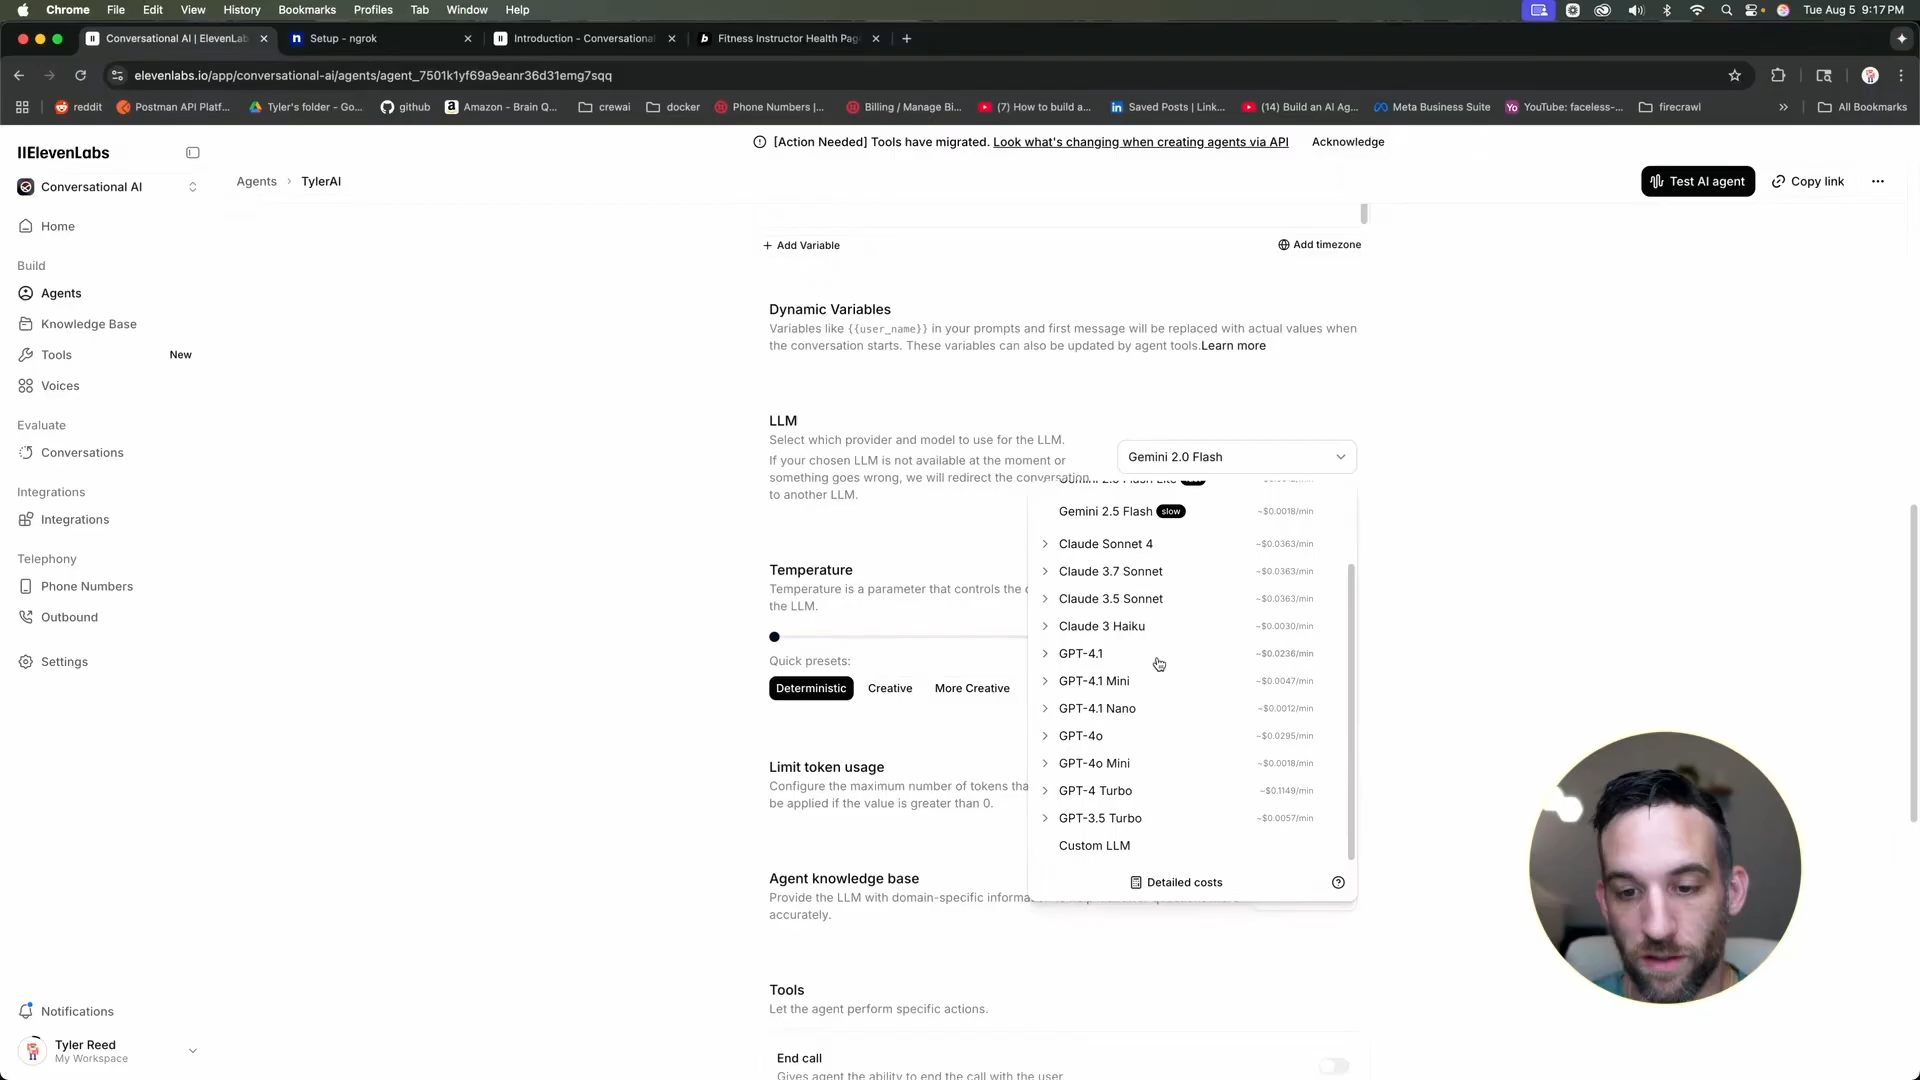 Chrome File Edit View History Bookmarks Profiles Tab Window Help
Tue Aug 5 9:17 PM
Conversational AI | ElevenLab
Setup - ngrok
Introduction - Conversational
Fitness Instructor Health Pag
elevenlabs.io/app/conversational-ai/agents/agent_7501k1yf69a9eanr36d31emg7sqq
reddit
Postman API Platf...
Tyler's folder - Go...
github
Amazon - Brain Q...
crewai
docker
Phone Numbers |...
Billing / Manage Bi...
(7) How to build a...
Saved Posts | Link...
(14) Build an AI Ag...
Meta Business Suite
YouTube: faceless-...
firecrawl
All Bookmarks
[Action Needed] Tools have migrated. Look what's changing when creating agents via API
Acknowledge
IIElevenLabs
Conversational AI
Home
Build
Agents
Knowledge Base
Tools New
Voices
Evaluate
Conversations
Integrations
Integrations
Telephony
Phone Numbers
Outbound
Settings
Notifications
Tyler Reed
My Workspace
Agents > TylerAI
Test AI agent
Copy link
Add Variable
Add timezone
Dynamic Variables
Variables like {{user_name}} in your prompts and first message will be replaced with actual values when
the conversation starts. These variables can also be updated by agent tools.Learn more
LLM
Select which provider and model to use for the LLM.
If your chosen LLM is not available at the moment or
something goes wrong, we will redirect the conversation
to another LLM.
Gemini 2.0 Flash
Gemini 2.5 Flash slow ~$0.0018/min
Claude Sonnet 4 ~$0.0363/min
Claude 3.7 Sonnet ~$0.0363/min
Claude 3.5 Sonnet ~$0.0363/min
Claude 3 Haiku ~$0.0030/min
GPT-4.1 ~$0.0236/min
GPT-4.1 Mini ~$0.0047/min
GPT-4.1 Nano ~$0.0012/min
GPT-4o ~$0.0295/min
GPT-4o Mini ~$0.0018/min
GPT-4 Turbo ~$0.1149/min
GPT-3.5 Turbo ~$0.0057/min
Custom LLM
Detailed costs
Temperature
Temperature is a parameter that controls the
the LLM.
Quick presets:
Deterministic
Creative
More Creative
Limit token usage
Configure the maximum number of tokens tha
be applied if the value is greater than 0.
Agent knowledge base
Provide the LLM with domain-specific informa
accurately.
Tools
Let the agent perform specific actions.
End call
Gives agent the ability to end the call with the user.